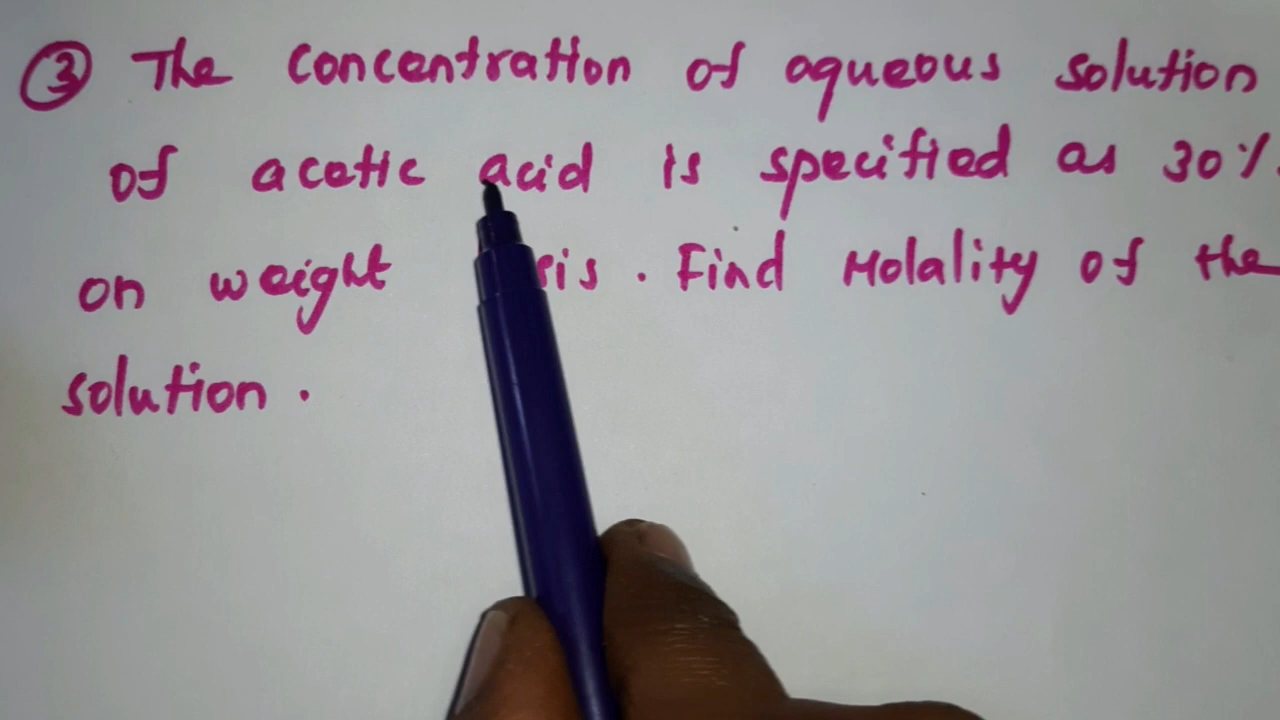 ③ The concentration of aqueous solution
of acetic acid is specified as 30%
on weight sis. Find Molality of the
solution.